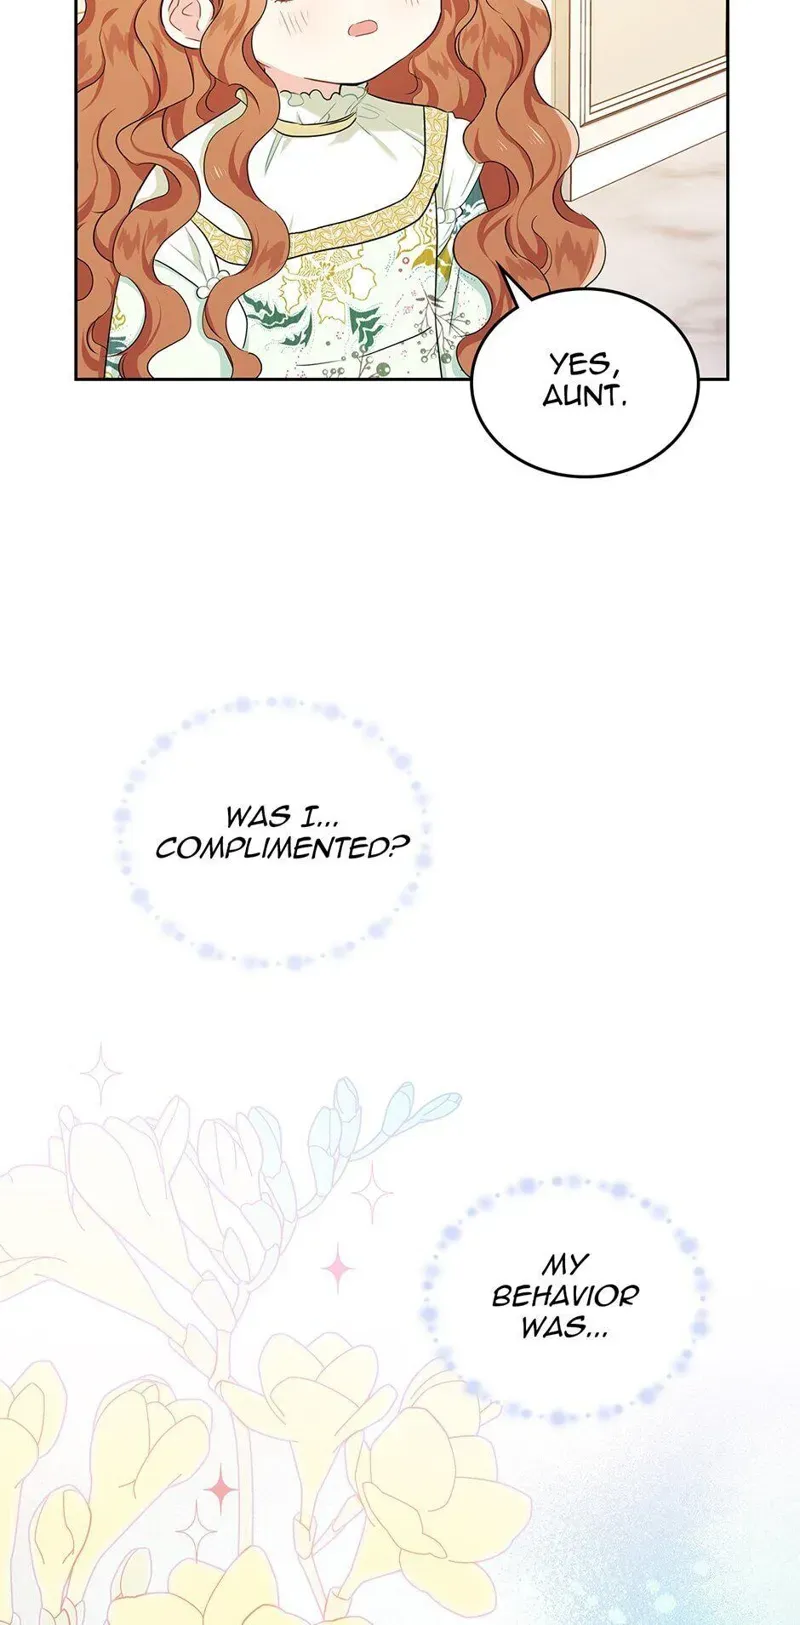 YES,
AUNT.
WAS I...
COMPLIMENTED?
MY
BEHAVIOR
WAS...